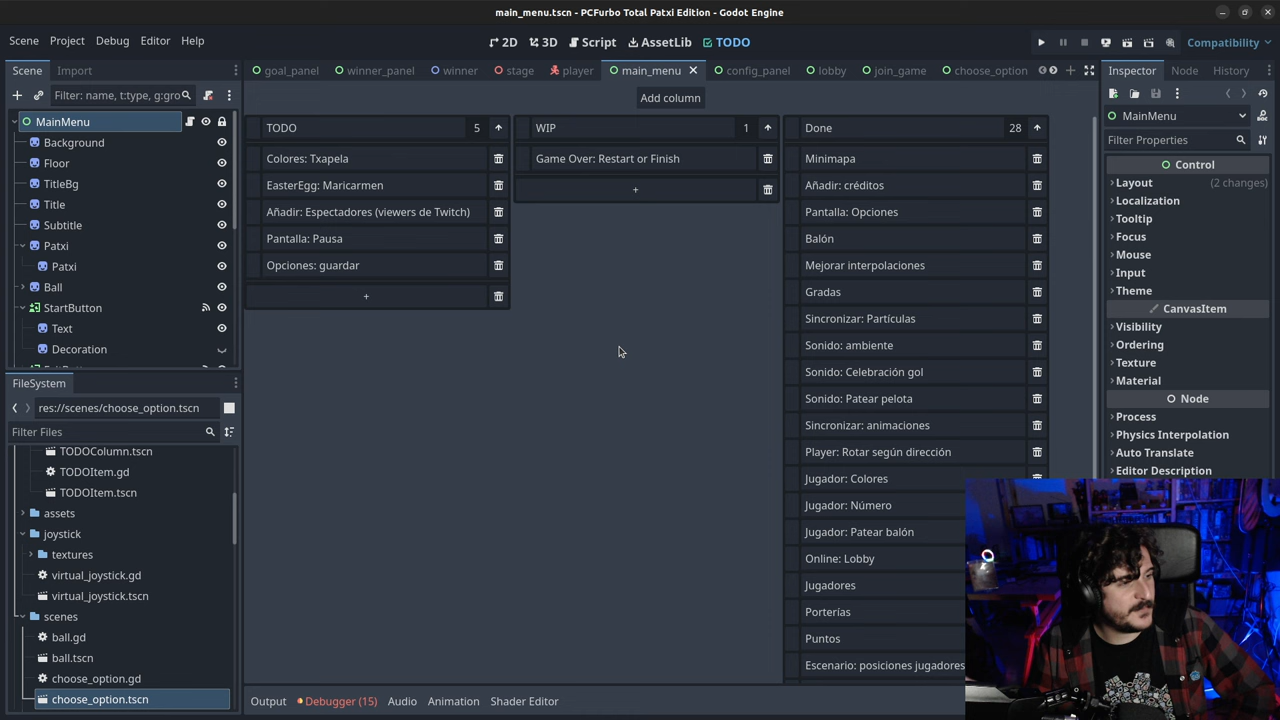 main_menu.tscn - PCFurbo Total Patxi Edition - Godot Engine
Scene Project Debug Editor Help
2D 3D Script AssetLib TODO
Compatibility
Scene Import
goal_panel winner_panel winner stage player main_menu config_panel lobby join_game choose_option
Inspector Node History
Filter: name, t:type, g:gro
Add column
MainMenu
Filter Properties
MainMenu
Background
Floor
TitleBg
Title
Subtitle
Patxi
Patxi
Ball
StartButton
Text
Decoration
TODO 5
Colores: Txapela
EasterEgg: Maricarmen
Añadir: Espectadores (viewers de Twitch)
Pantalla: Pausa
Opciones: guardar
+
WIP 1
Game Over: Restart or Finish
+
Done 28
Minimapa
Añadir: créditos
Pantalla: Opciones
Balón
Mejorar interpolaciones
Gradas
Sincronizar: Partículas
Sonido: ambiente
Sonido: Celebración gol
Sonido: Patear pelota
Sincronizar: animaciones
Player: Rotar según dirección
Jugador: Colores
Jugador: Número
Jugador: Patear balón
Online: Lobby
Jugadores
Porterías
Puntos
Escenario: posiciones jugadores
Control
Layout (2 changes)
Localization
Tooltip
Focus
Mouse
Input
Theme
CanvasItem
Visibility
Ordering
Texture
Material
Node
Process
Physics Interpolation
Auto Translate
Editor Description
FileSystem
res://scenes/choose_option.tscn
Filter Files
TODOColumn.tscn
TODOItem.gd
TODOItem.tscn
assets
joystick
textures
virtual_joystick.gd
virtual_joystick.tscn
scenes
ball.gd
ball.tscn
choose_option.gd
choose_option.tscn
Output Debugger (15) Audio Animation Shader Editor